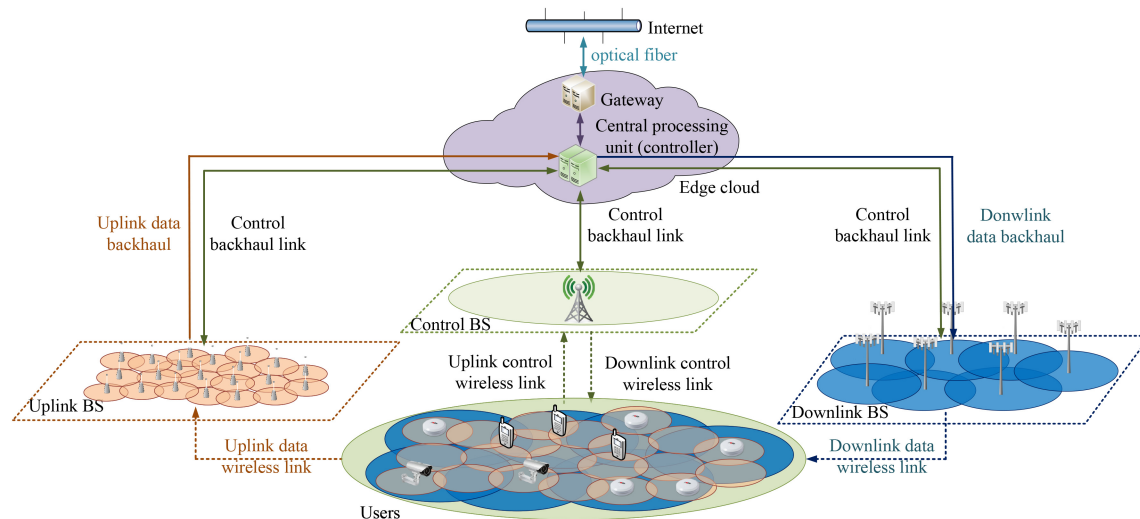 Internet
optical fiber
Gateway
Central processing
unit (controller)
Edge cloud
Uplink data
backhaul
Control
backhaul link
Control
backhaul link
Control
backhaul link
Donwlink
data backhaul
Control BS
Uplink control
wireless link
Downlink control
wireless link
Uplink BS
Downlink BS
Uplink data
wireless link
Downlink data
wireless link
Users